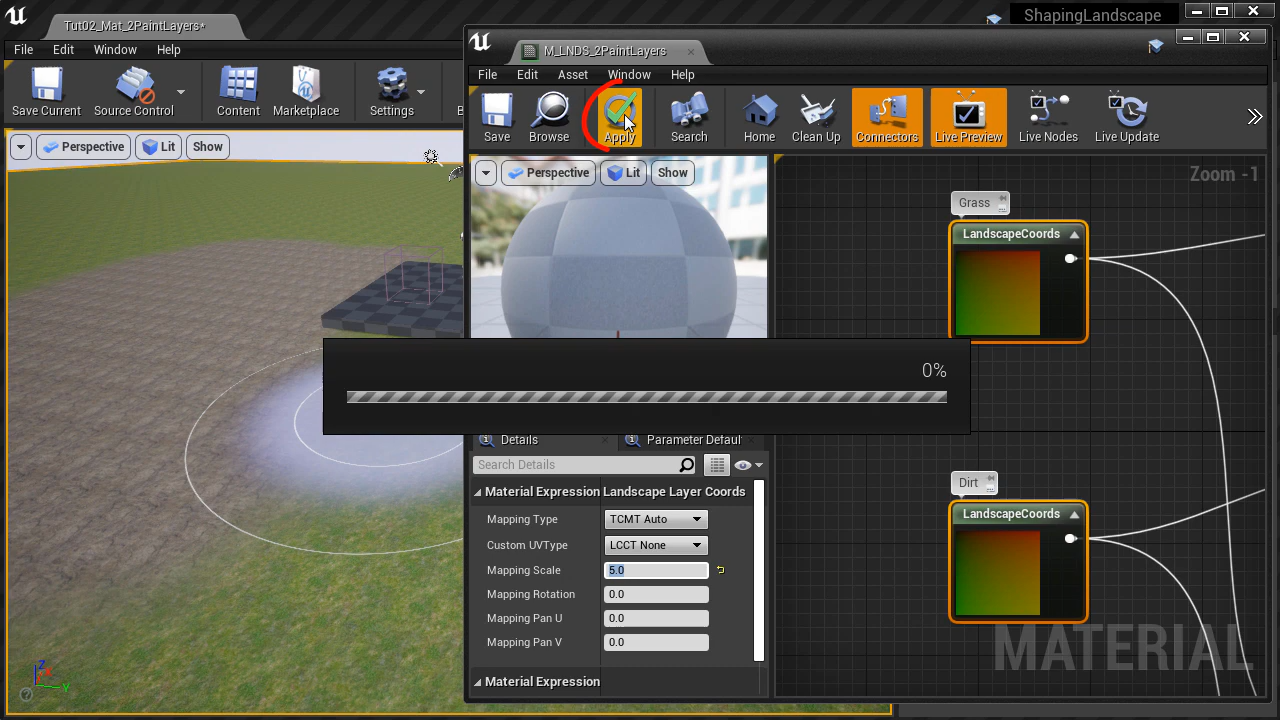 Tut02_Mat_2PaintLayers*
ShapingLandscape
File Edit Window Help
Save Current Source Control Content Marketplace Settings
Perspective Lit Show
M_LNDS_2PaintLayers
File Edit Asset Window Help
Save Browse Apply Search Home Clean Up Connectors Live Preview Live Nodes Live Update
Perspective Lit Show
Zoom -1
Grass
LandscapeCoords
0%
Details Parameter Defaul
Search Details
Material Expression Landscape Layer Coords
Mapping Type TCMT Auto
Custom UVType LCCT None
Mapping Scale 5.0
Mapping Rotation 0.0
Mapping Pan U 0.0
Mapping Pan V 0.0
Material Expression
Dirt
LandscapeCoords
MATERIAL
Z
X
Y